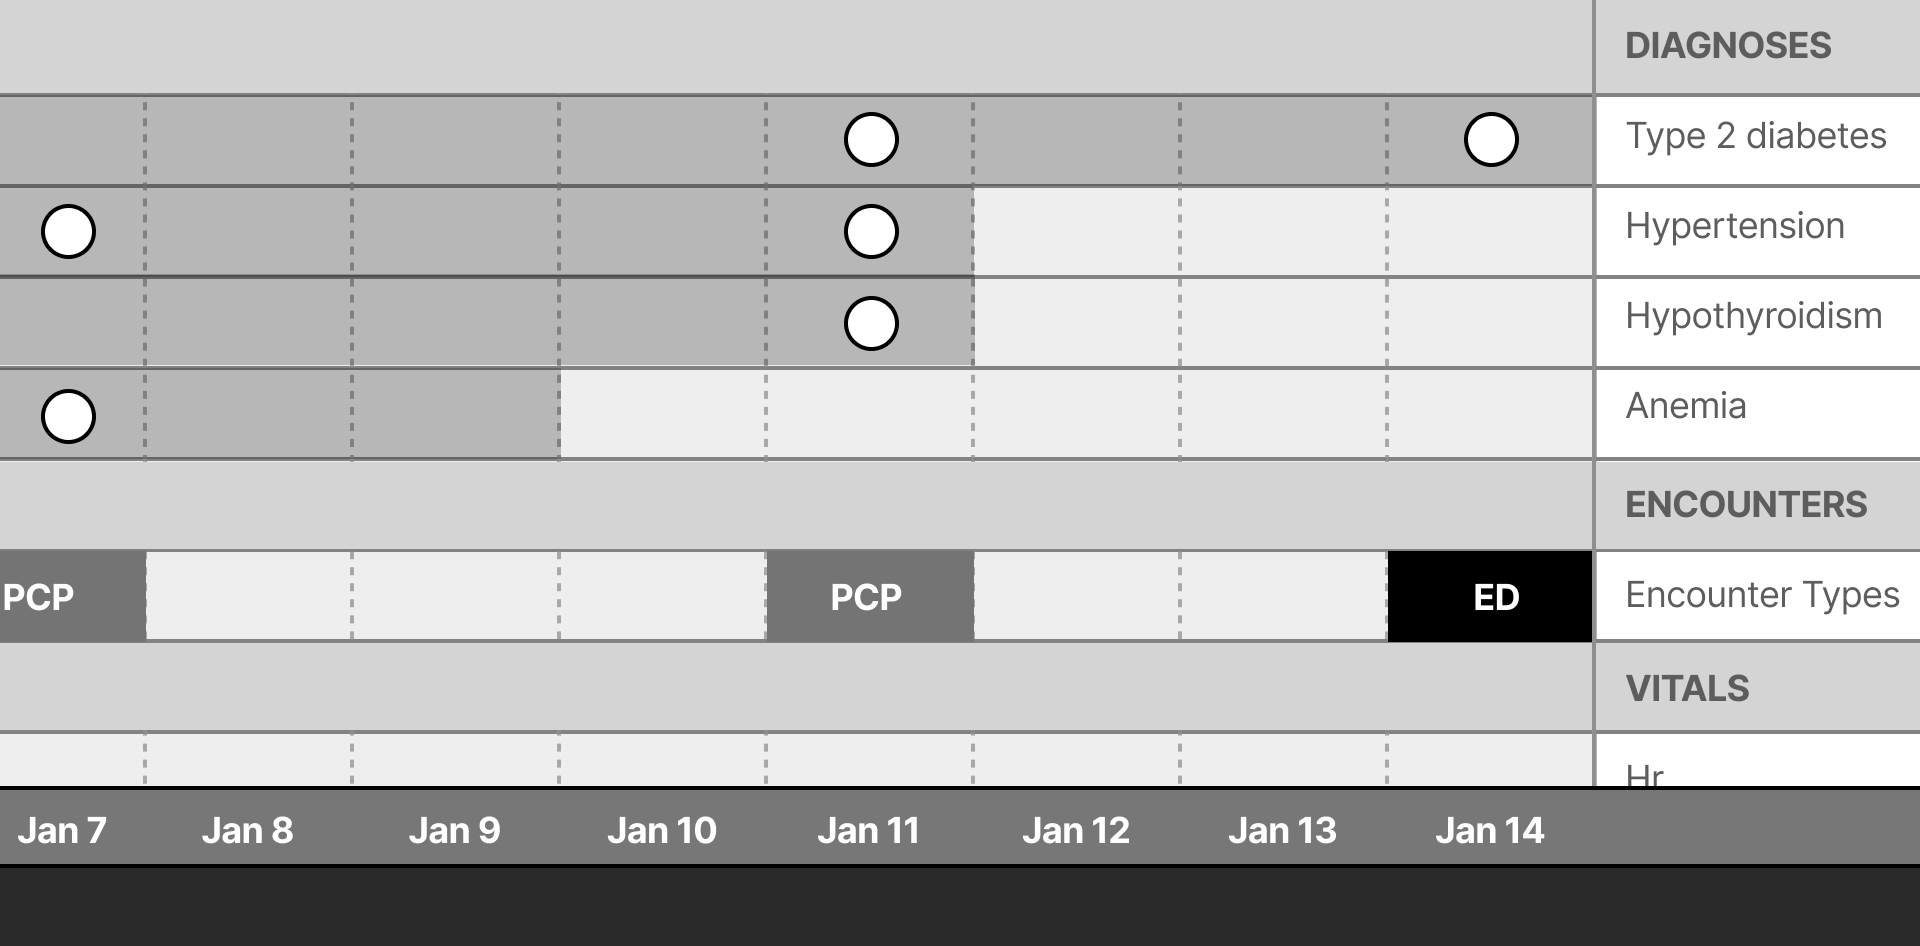 DIAGNOSES
Type 2 diabetes
Hypertension
Hypothyroidism
Anemia
ENCOUNTERS
PCP PCP ED Encounter Types
VITALS
Hr
Jan 7 Jan 8 Jan 9 Jan 10 Jan 11 Jan 12 Jan 13 Jan 14